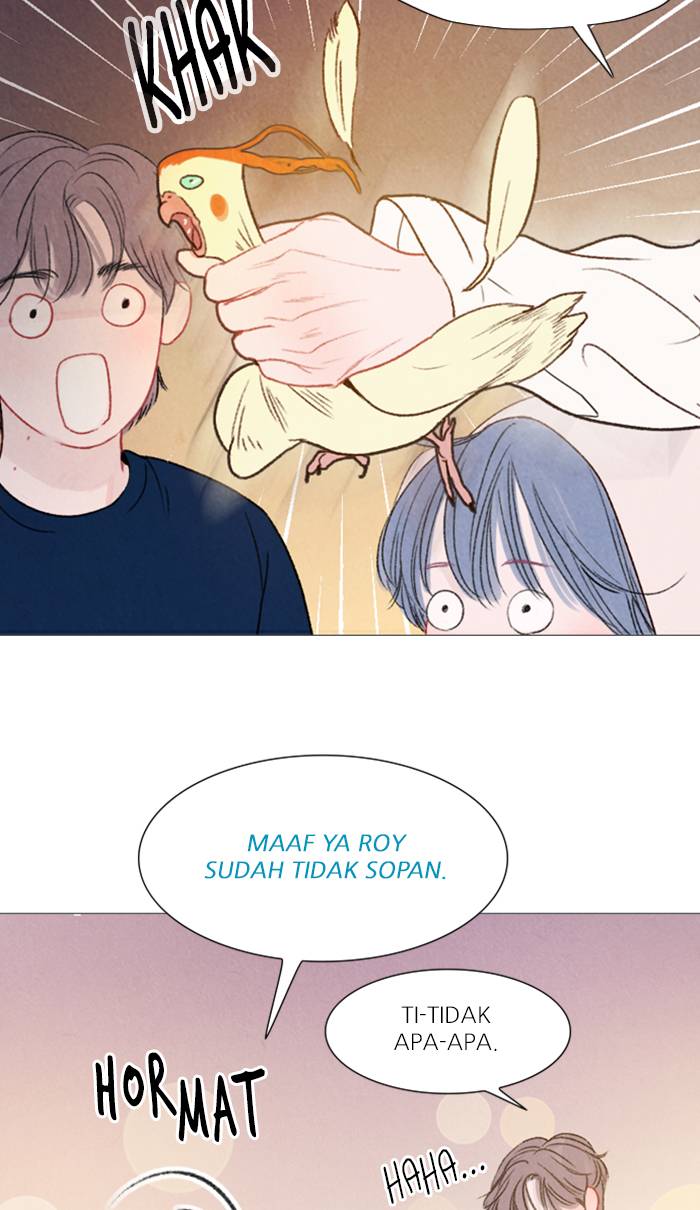 KHAK
MAAF YA ROY
SUDAH TIDAK SOPAN.
TI-TIDAK
APA-APA.
HORMAT
HAHA...